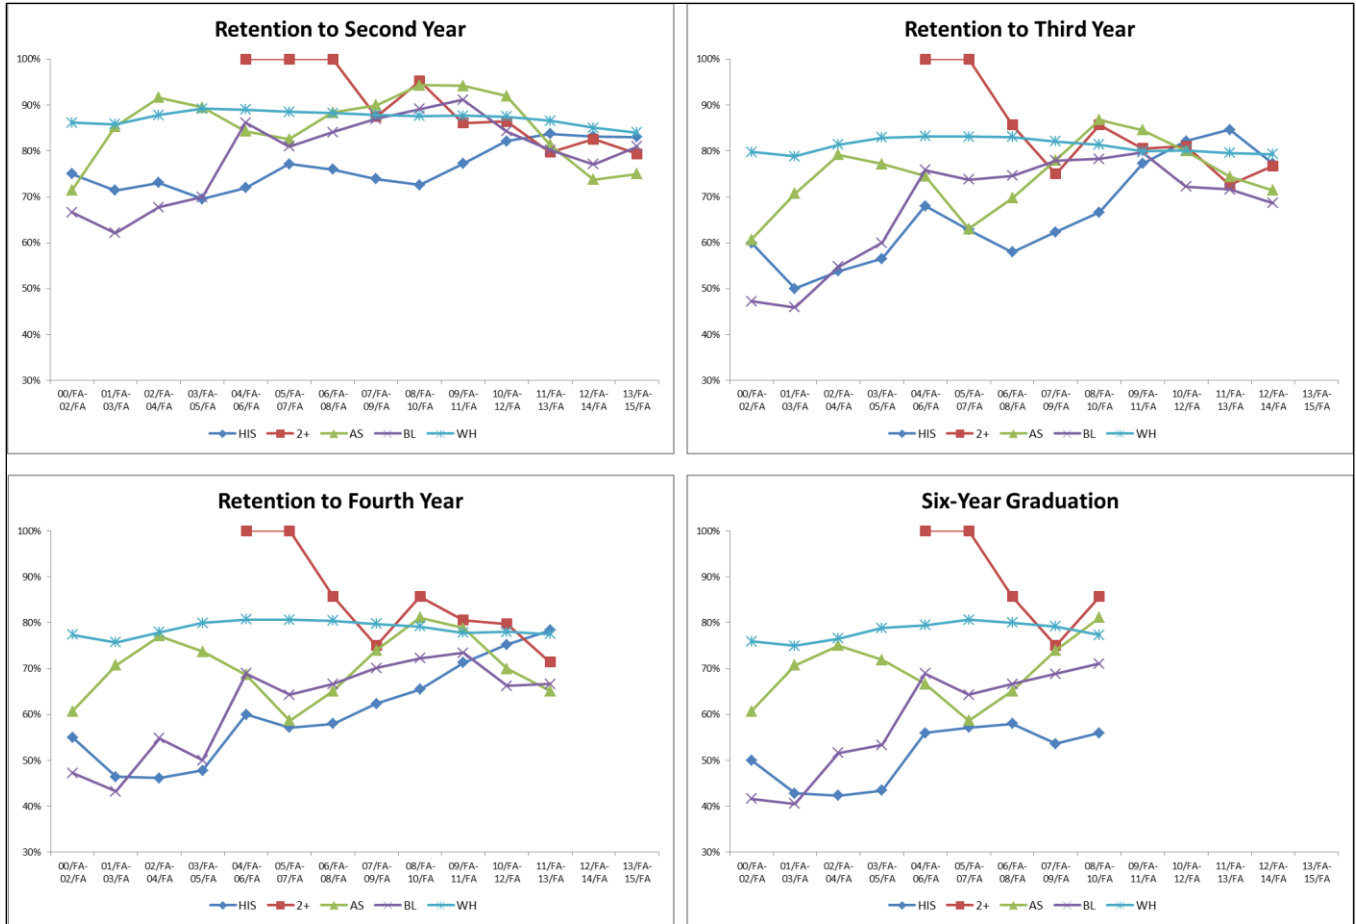 Retention to Second Year
100%
90%
80%
70%
60%
50%
40%
30%
00/FA- 01/FA- 02/FA- 03/FA- 04/FA- 05/FA- 06/FA- 07/FA- 08/FA- 09/FA- 10/FA- 11/FA- 12/FA- 13/FA-
02/FA 03/FA 04/FA 05/FA 06/FA 07/FA 08/FA 09/FA 10/FA 11/FA 12/FA 13/FA 14/FA 15/FA
HIS 2+ AS BL WH
Retention to Third Year
100%
90%
80%
70%
60%
50%
40%
30%
00/FA- 01/FA- 02/FA- 03/FA- 04/FA- 05/FA- 06/FA- 07/FA- 08/FA- 09/FA- 10/FA- 11/FA- 12/FA- 13/FA-
02/FA 03/FA 04/FA 05/FA 06/FA 07/FA 08/FA 09/FA 10/FA 11/FA 12/FA 13/FA 14/FA 15/FA
HIS 2+ AS BL WH
Retention to Fourth Year
100%
90%
80%
70%
60%
50%
40%
30%
00/FA- 01/FA- 02/FA- 03/FA- 04/FA- 05/FA- 06/FA- 07/FA- 08/FA- 09/FA- 10/FA- 11/FA- 12/FA- 13/FA-
02/FA 03/FA 04/FA 05/FA 06/FA 07/FA 08/FA 09/FA 10/FA 11/FA 12/FA 13/FA 14/FA 15/FA
HIS 2+ AS BL WH
Six-Year Graduation
100%
90%
80%
70%
60%
50%
40%
30%
00/FA- 01/FA- 02/FA- 03/FA- 04/FA- 05/FA- 06/FA- 07/FA- 08/FA- 09/FA- 10/FA- 11/FA- 12/FA- 13/FA-
02/FA 03/FA 04/FA 05/FA 06/FA 07/FA 08/FA 09/FA 10/FA 11/FA 12/FA 13/FA 14/FA 15/FA
HIS 2+ AS BL WH